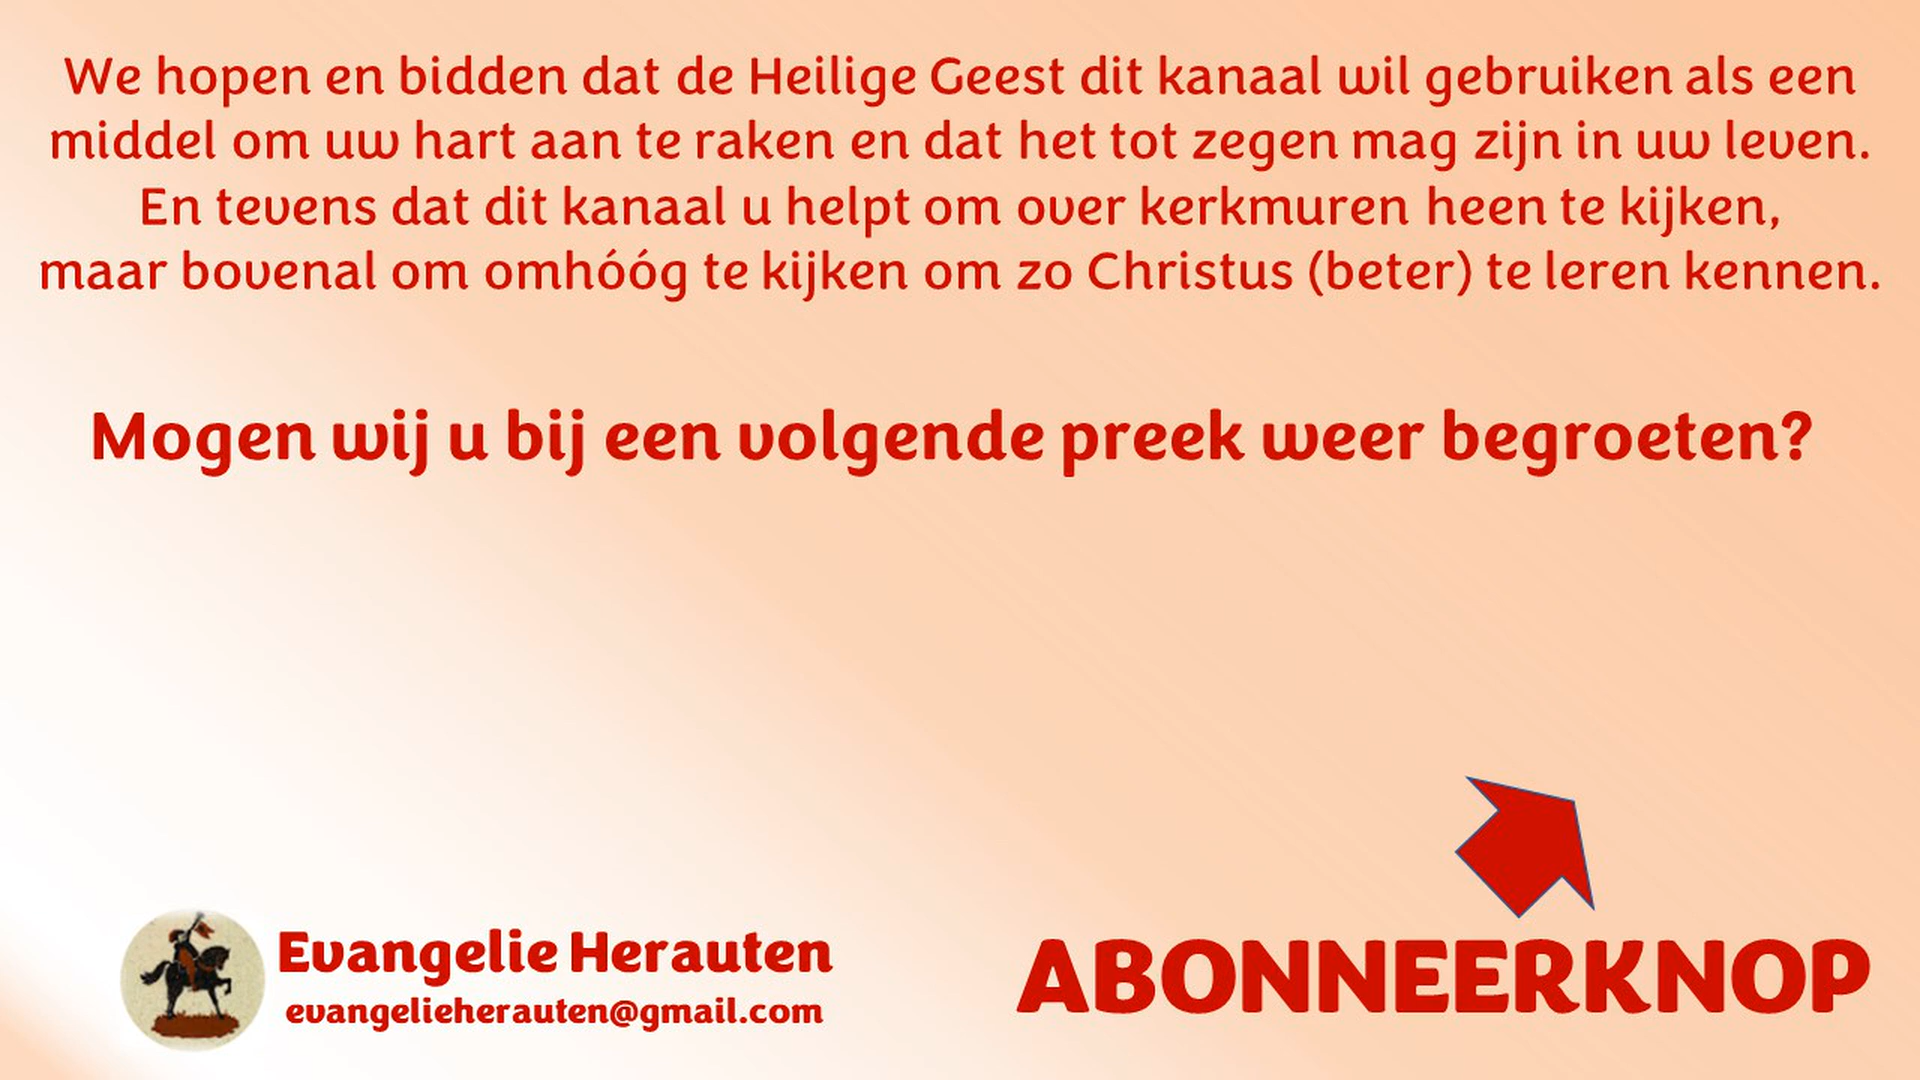 We hopen en bidden dat de Heilige Geest dit kanaal wil gebruiken als een
middel om uw hart aan te raken en dat het tot zegen mag zijn in uw leven.
En tevens dat dit kanaal u helpt om over kerkmuren heen te kijken,
maar bovenal om omhóóg te kijken om zo Christus (beter) te leren kennen.
Mogen wij u bij een volgende preek weer begroeten?
Evangelie Herauten
evangelieherauten@gmail.com
ABONNEERKNOP